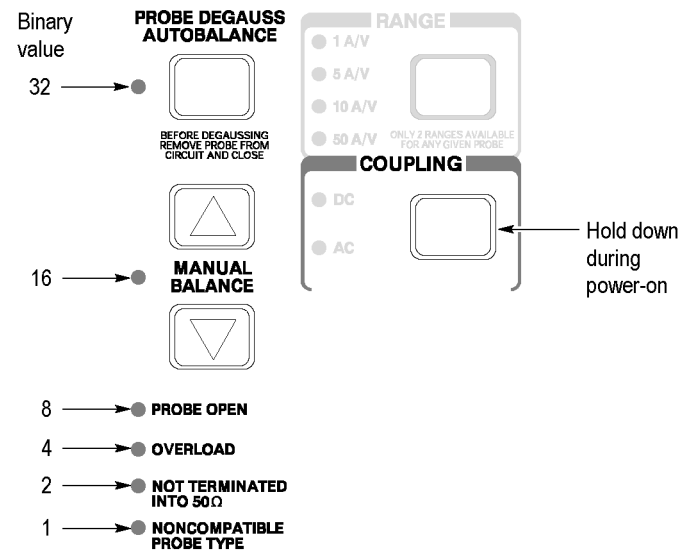 Binary
value
PROBE DEGAUSS
AUTOBALANCE
32
BEFORE DEGAUSSING
REMOVE PROBE FROM
CIRCUIT AND CLOSE
RANGE
1 A/V
5 A/V
10 A/V
50 A/V
ONLY 2 RANGES AVAILABLE
FOR ANY GIVEN PROBE
COUPLING
DC
AC
Hold down
during
power-on
16
MANUAL
BALANCE
8
PROBE OPEN
4
OVERLOAD
2
NOT TERMINATED
INTO 50Ω
1
NONCOMPATIBLE
PROBE TYPE